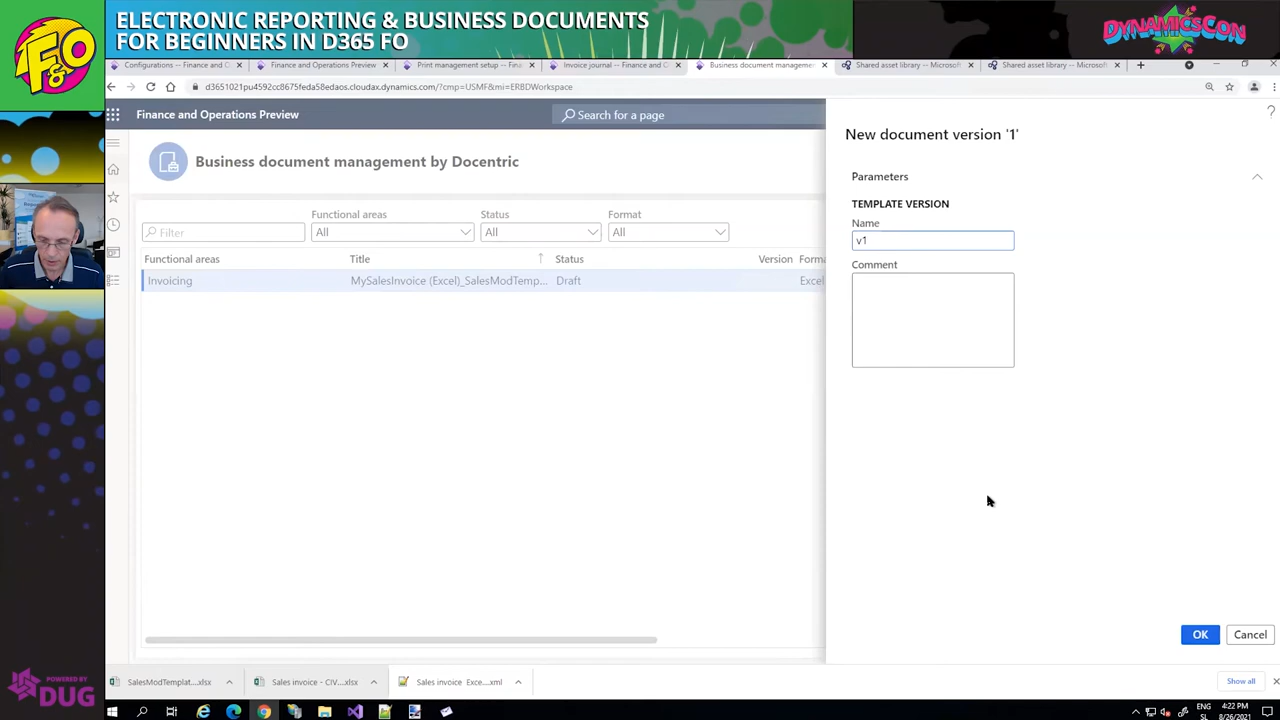 ELECTRONIC REPORTING & BUSINESS DOCUMENTS
FOR BEGINNERS IN D365 FO
F&O
DYNAMICSCON
Configurations -- Finance and O
Finance and Operations Preview
Print management setup -- Fina
Invoice journal -- Finance and O
Business document managemen
Shared asset library -- Microsoft
Shared asset library -- Microsoft
d3651021pu4592cc8675feda58edaos.cloudax.dynamics.com/?cmp=USMF&mi=ERBDWorkspace
Finance and Operations Preview
Search for a page
?
Business document management by Docentric
New document version '1'
Parameters
TEMPLATE VERSION
Name
v1
Comment
Functional areas
Status
Format
Filter
All
All
All
Functional areas
Title
Status
Version
Forma
Invoicing
MySalesInvoice (Excel)_SalesModTemp...
Draft
Excel
OK
Cancel
SalesModTemplat....xlsx
Sales invoice - CIV....xlsx
Sales invoice Exce....xml
Show all
POWERED BY
DUG
ENG
SL
4:22 PM
8/26/2021